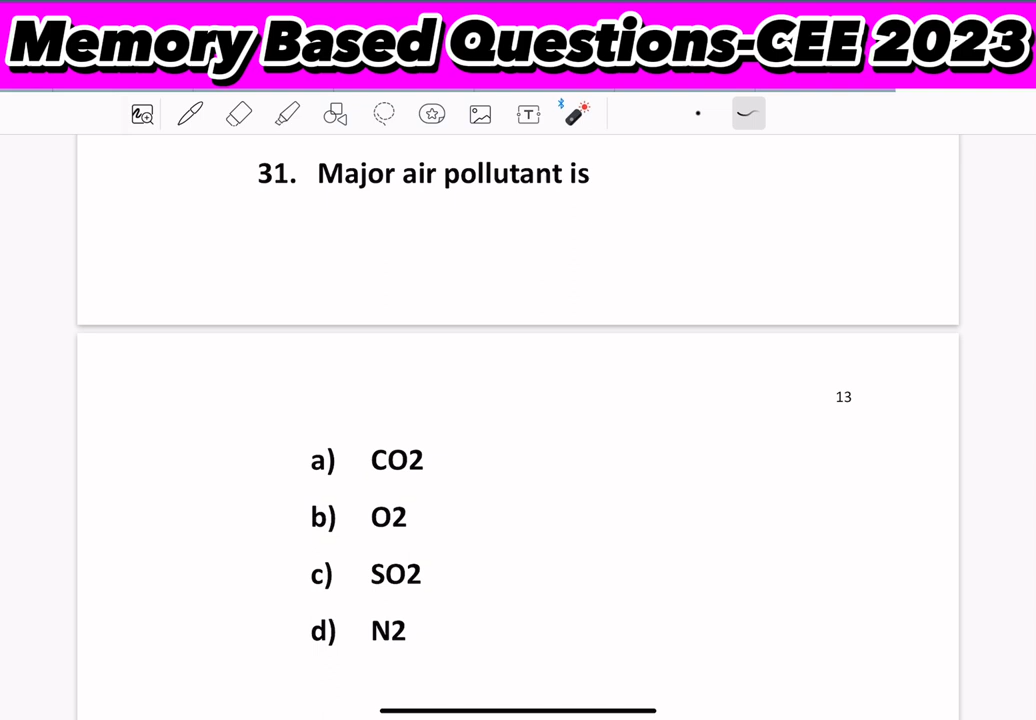 Memory Based Questions-CEE 2023
T
31. Major air pollutant is
13
a) CO2
b) O2
c) SO2
d) N2